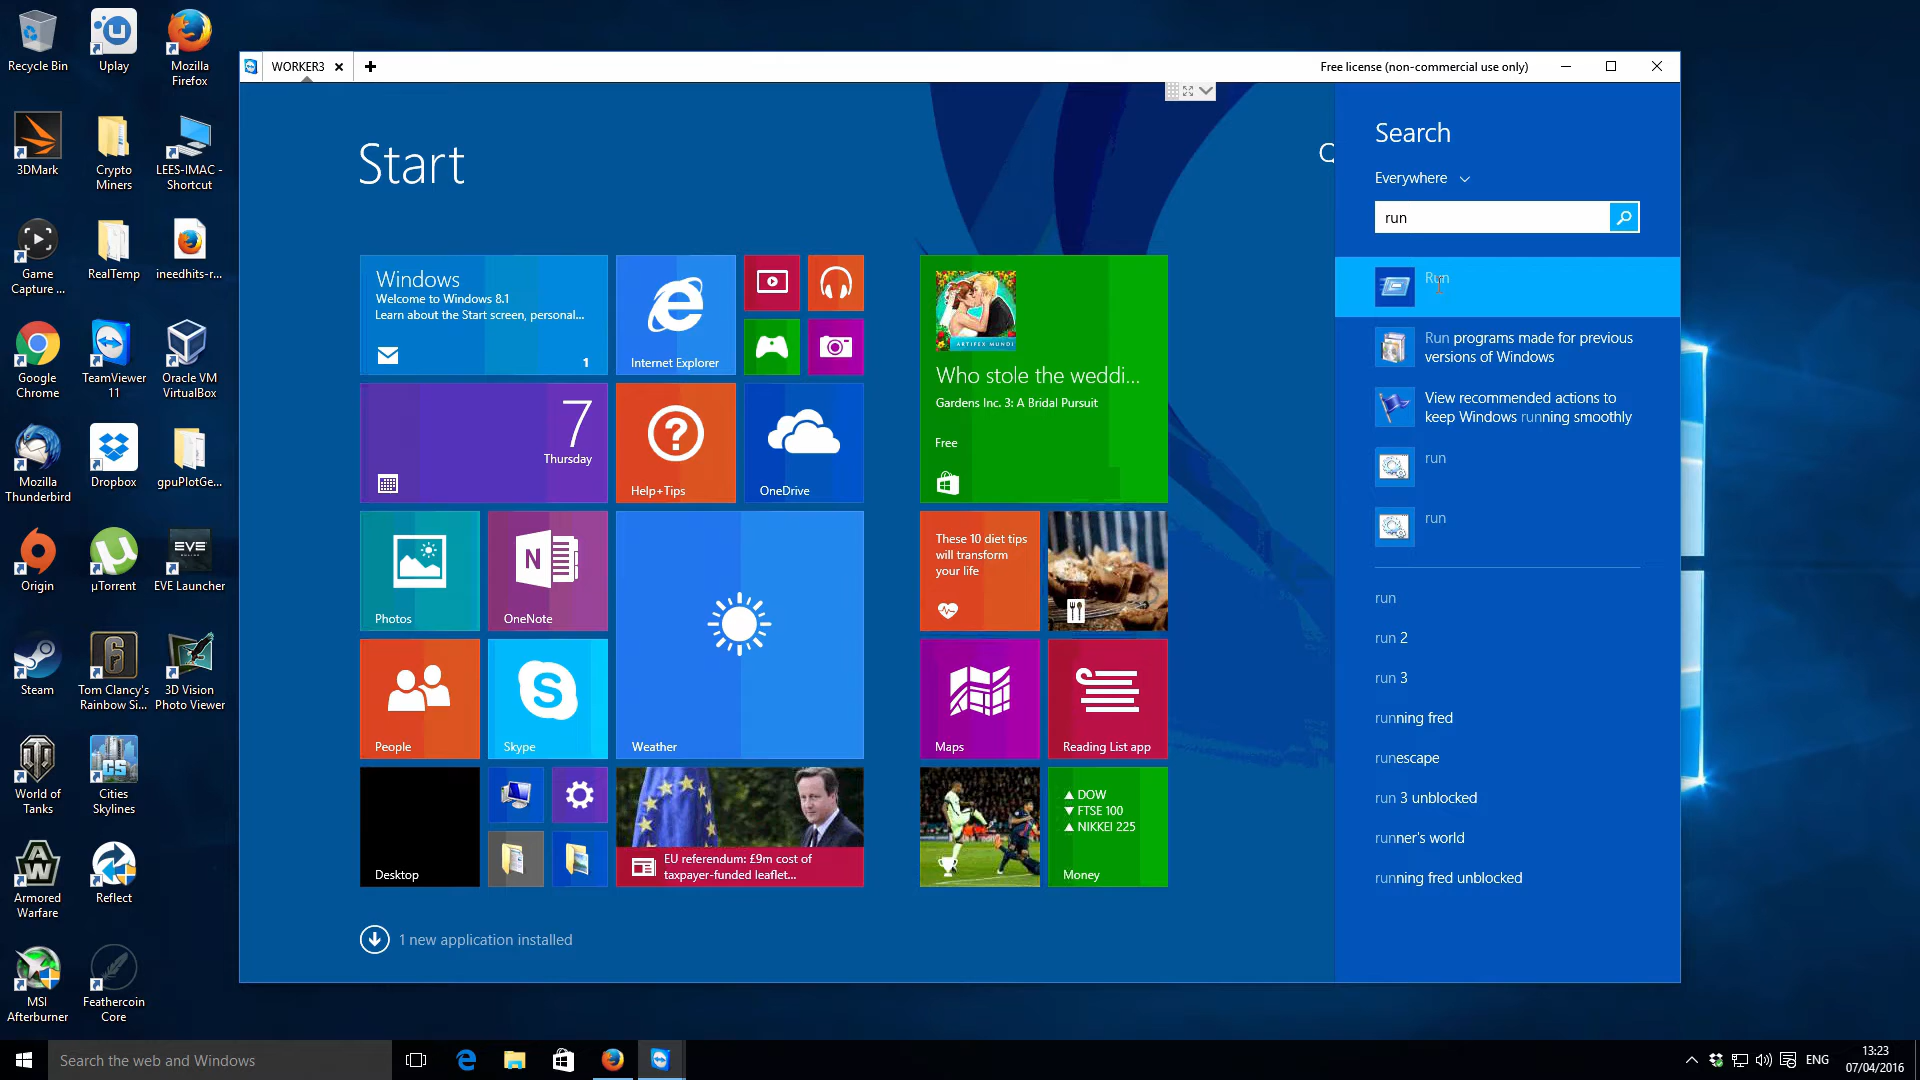 Recycle Bin
Uplay
Mozilla
Firefox
3DMark
Crypto
Miners
LEES-IMAC -
Shortcut
Game
Capture ...
RealTemp
ineedhits-r...
Google
Chrome
TeamViewer
11
Oracle VM
VirtualBox
Mozilla
Thunderbird
Dropbox
gpuPlotGe...
Origin
µTorrent
EVE Launcher
Steam
Tom Clancy's
Rainbow Si...
3D Vision
Photo Viewer
World of
Tanks
Cities
Skylines
Armored
Warfare
Reflect
MSI
Afterburner
Feathercoin
Core
WORKER3
Free license (non-commercial use only)
Start
Windows
Welcome to Windows 8.1
Learn about the Start screen, personal...
1
Internet Explorer
7
Thursday
Help+Tips
OneDrive
Photos
OneNote
People
Skype
Weather
Desktop
EU referendum: £9m cost of
taxpayer-funded leaflet...
ARTIFEX MUNDI
Who stole the weddi...
Gardens Inc. 3: A Bridal Pursuit
Free
These 10 diet tips
will transform
your life
Maps
Reading List app
DOW
FTSE 100
NIKKEI 225
Money
1 new application installed
Search
Everywhere
run
Run
Run programs made for previous
versions of Windows
View recommended actions to
keep Windows running smoothly
run
run
run
run 2
run 3
running fred
runescape
run 3 unblocked
runner's world
running fred unblocked
Search the web and Windows
ENG
13:23
07/04/2016